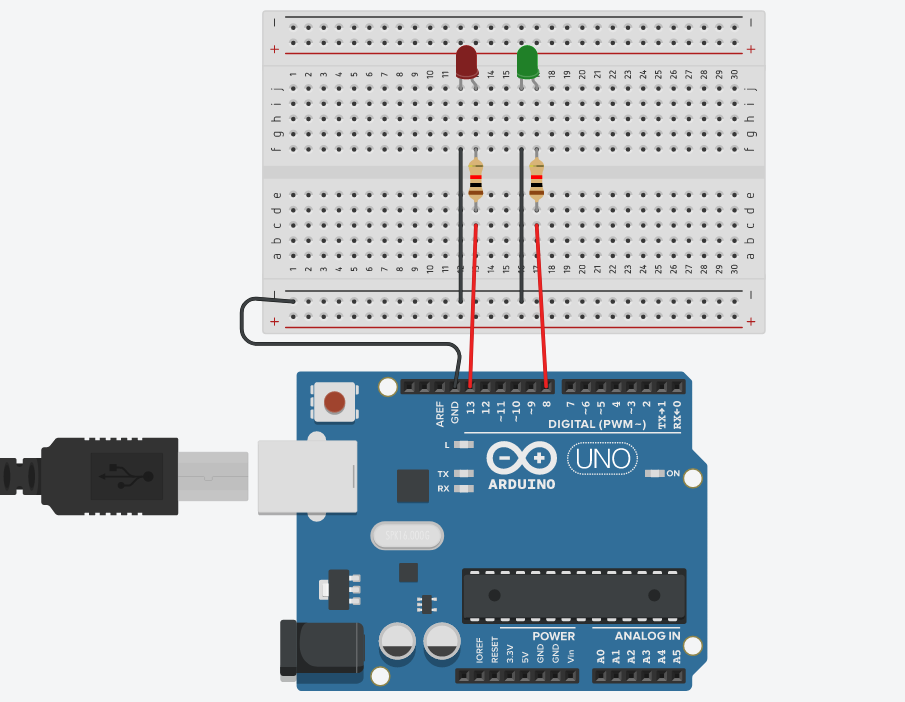 − −
+ +
1 2 3 4 5 6 7 8 9 10 11 12 13 14 15 16 17 18 19 20 21 22 23 24 25 26 27 28 29 30
j j
i i
h h
g g
f f
e e
d d
c c
b b
a a
1 2 3 4 5 6 7 8 9 10 11 12 13 14 15 16 17 18 19 20 21 22 23 24 25 26 27 28 29 30
− −
+ +
AREF GND 13 12 ~11 ~10 ~9 8 7 ~6 ~5 4 ~3 2 TX→1 RX←0
DIGITAL (PWM~)
L
TX
RX
UNO
ON
ARDUINO
POWER ANALOG IN
IOREF RESET 3.3V 5V GND GND Vin A0 A1 A2 A3 A4 A5